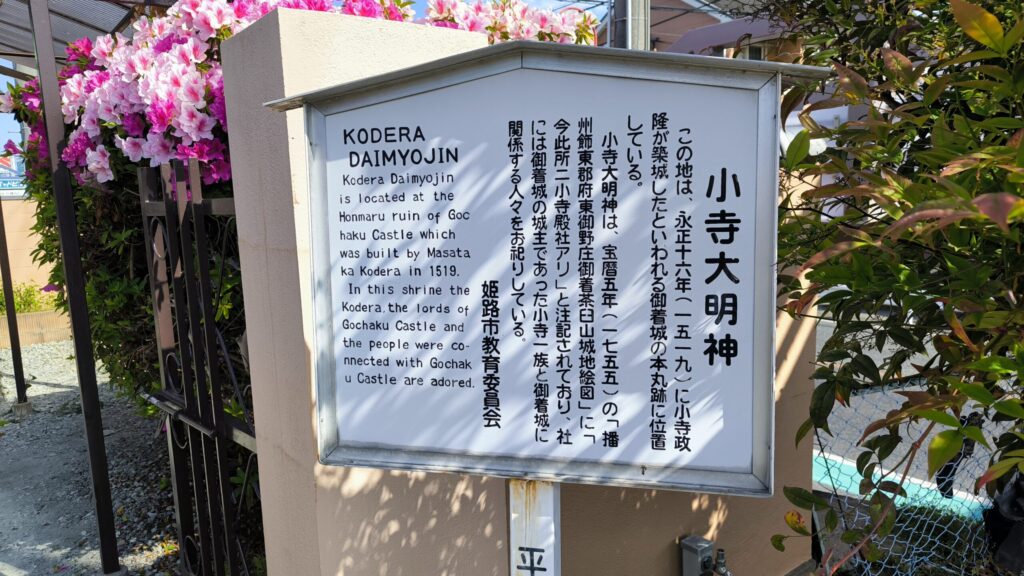 小寺大明神
この地は、永正十六年(一五一九)に小寺政
隆が築城したといわれる御着城の本丸跡に位置
している。
小寺大明神は、宝暦五年(一七五五)の「播
州飾東郡府東御野庄御着茶臼山城地絵図」に「
今此所ニ小寺殿社アリ」と注記されており、社
には御着城の城主であった小寺一族と御着城に
関係する人々をお祀りしている。
姫路市教育委員会
KODERA
DAIMYOJIN
Kodera Daimyojin
is located at the
Honmaru ruin of Goc
haku Castle which
was built by Masata
ka Kodera in 1519.
In this shrine the
Kodera, the lords of
Gochaku Castle and
the people were co-
nnected with Gochak
u Castle are adored.
平